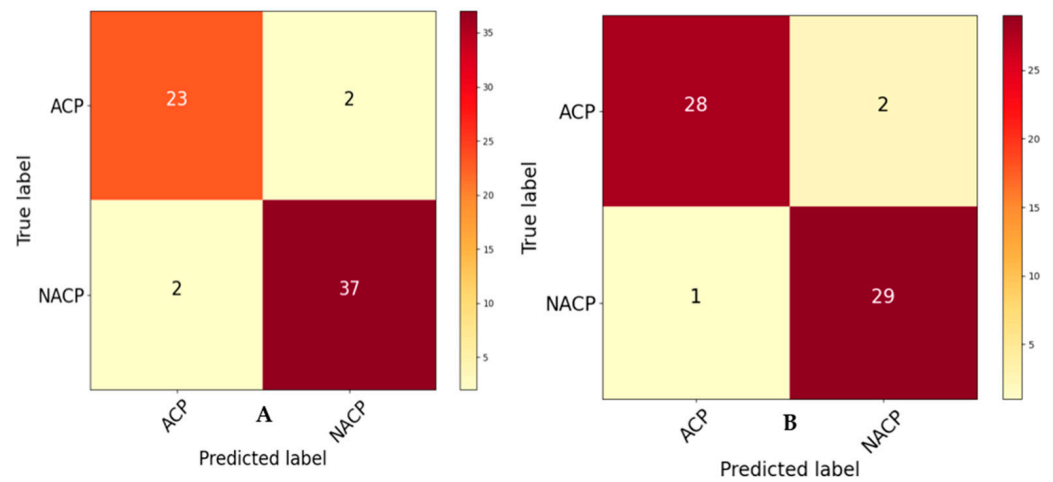 True label
ACP
NACP
23
2
2
37
ACP
NACP
Predicted label
A
35
30
25
20
15
10
5
True label
ACP
NACP
28
2
1
29
ACP
NACP
Predicted label
B
25
20
15
10
5